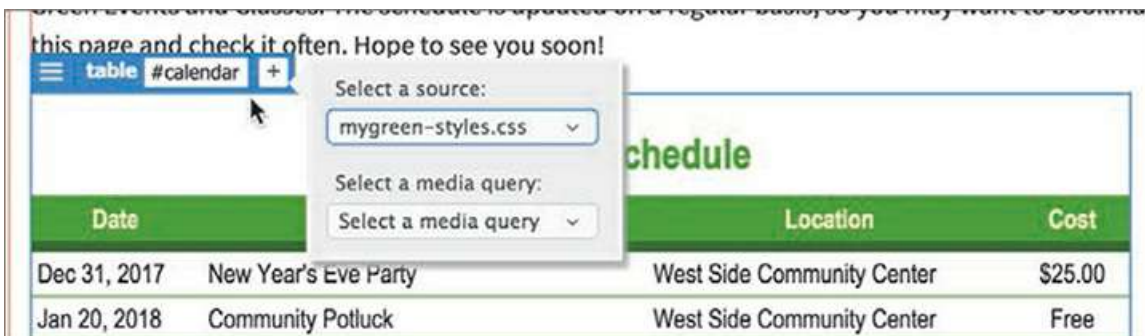 this page and check it often. Hope to see you soon!
table #calendar +
Select a source:
mygreen-styles.css
chedule
Select a media query:
Select a media query
Date Location Cost
Dec 31, 2017 New Year's Eve Party West Side Community Center $25.00
Jan 20, 2018 Community Potluck West Side Community Center Free